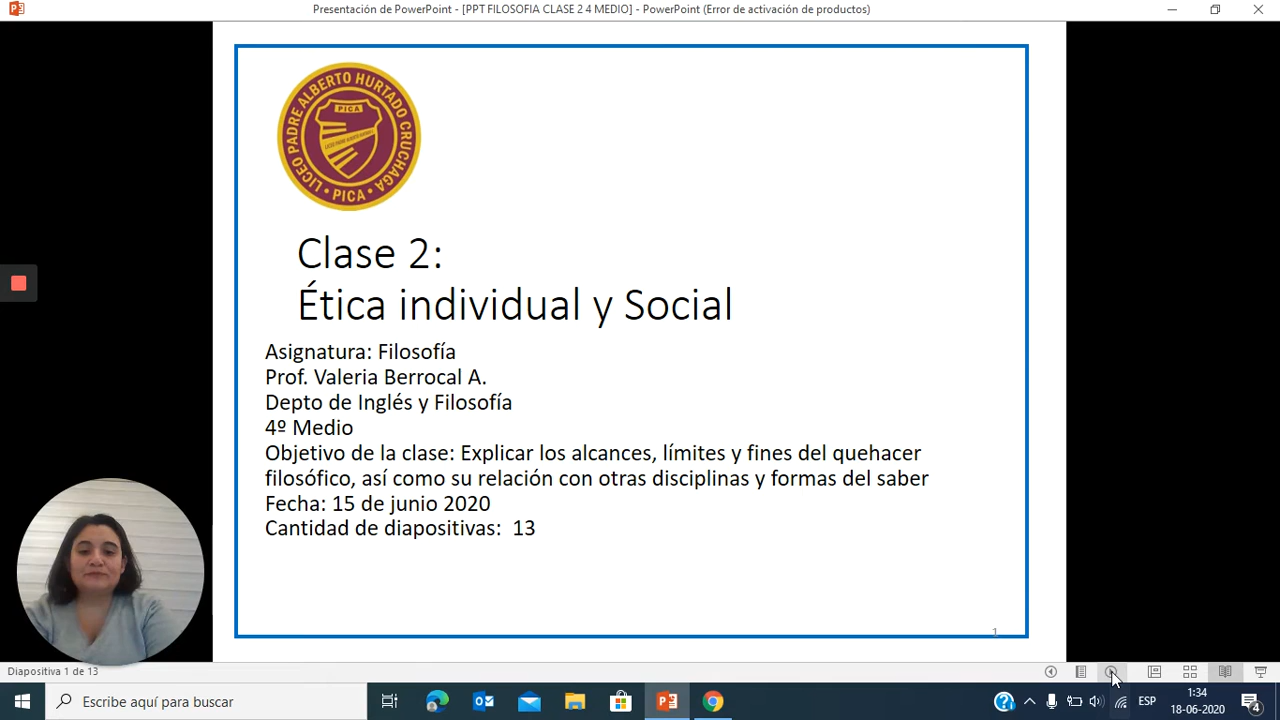 Presentación de PowerPoint - [PPT FILOSOFIA CLASE 2 4 MEDIO] - PowerPoint (Error de activación de productos)
LICEO PADRE ALBERTO HURTADO CRUCHAGA
PICA
• PICA •
Clase 2:
Ética individual y Social
Asignatura: Filosofía
Prof. Valeria Berrocal A.
Depto de Inglés y Filosofía
4º Medio
Objetivo de la clase: Explicar los alcances, límites y fines del quehacer
filosófico, así como su relación con otras disciplinas y formas del saber
Fecha: 15 de junio 2020
Cantidad de diapositivas: 13
1
Diapositiva 1 de 13
Escribe aquí para buscar
ESP
1:34
18-06-2020
4